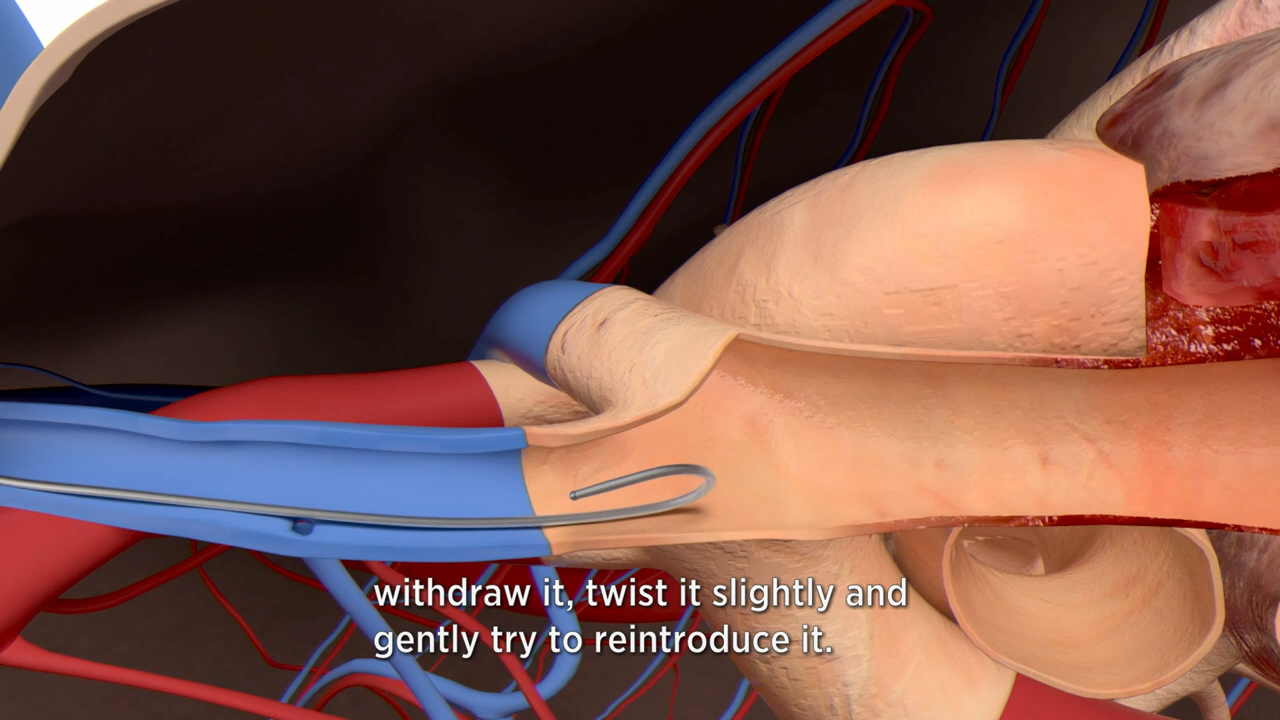 withdraw it, twist it slightly and
gently try to reintroduce it.